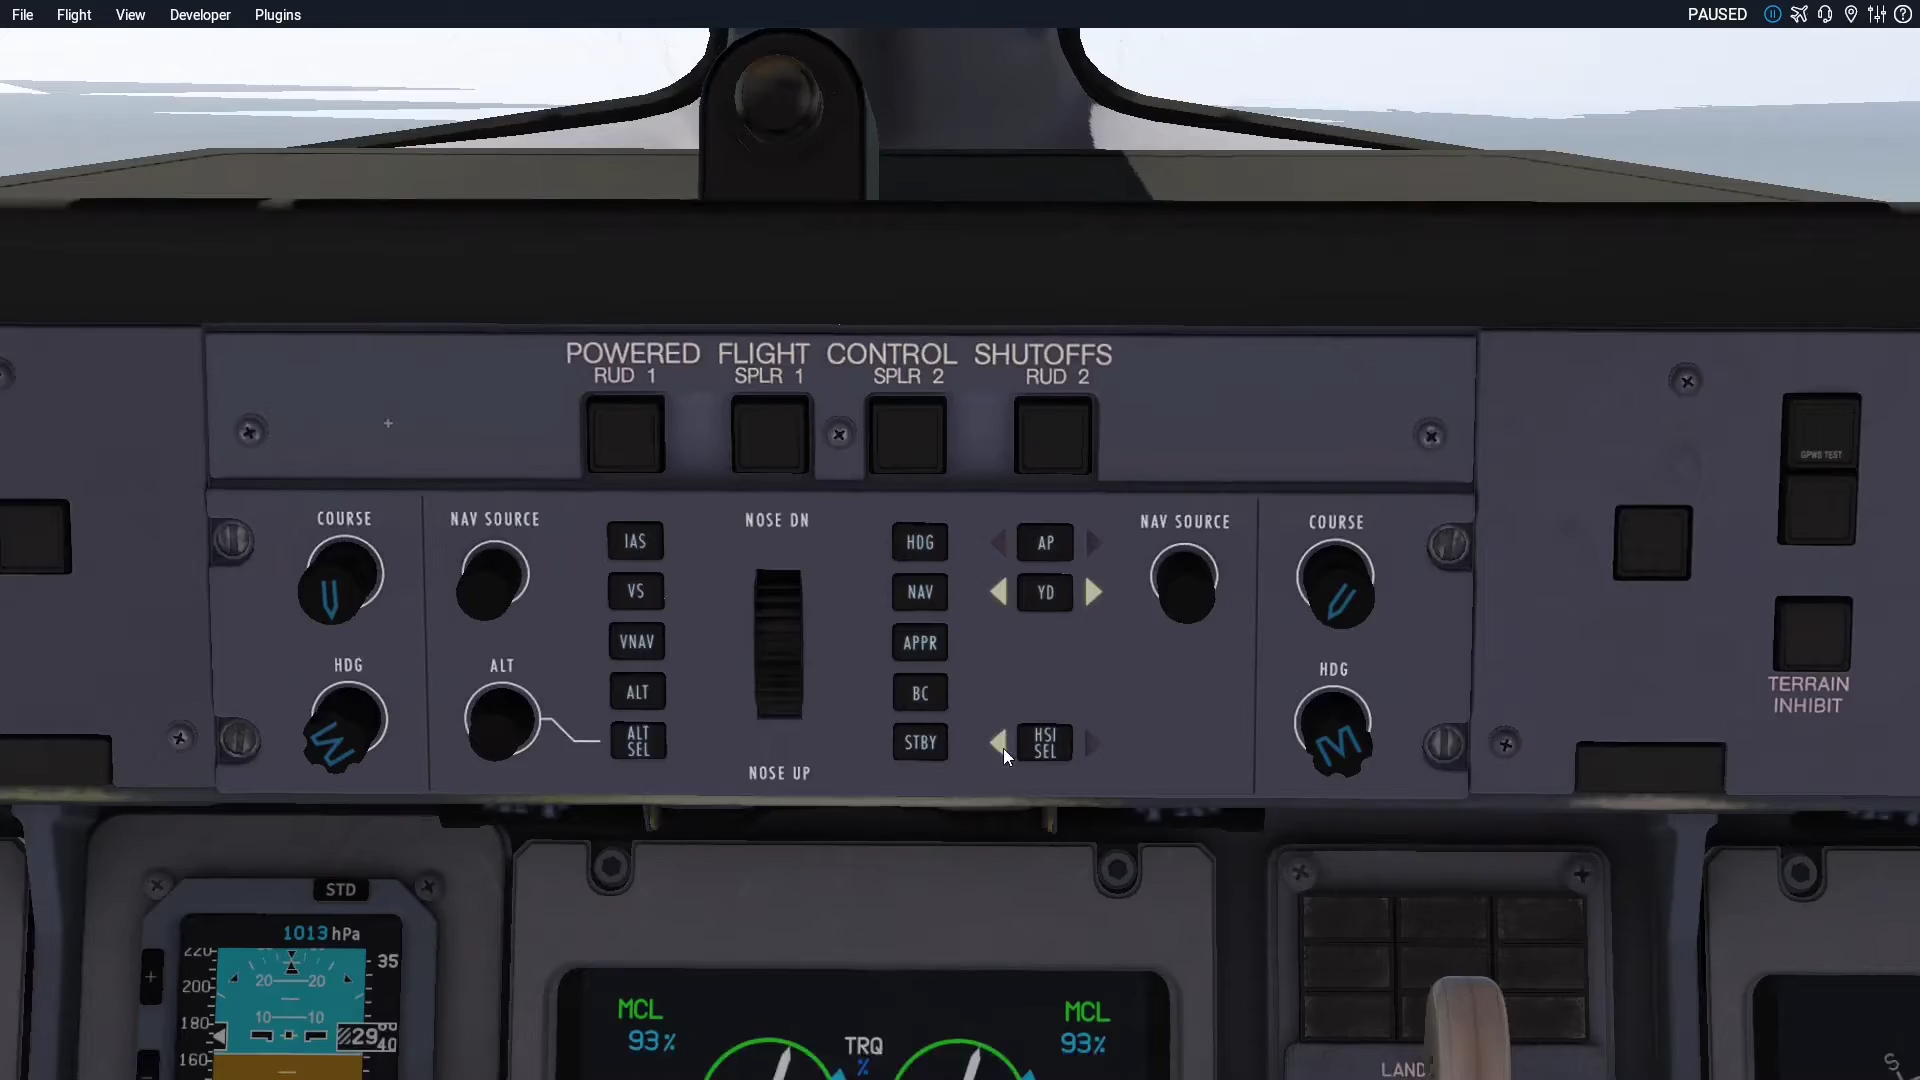 File Flight View Developer Plugins PAUSED
POWERED FLIGHT CONTROL SHUTOFFS
RUD 1 SPLR 1 SPLR 2 RUD 2
GPWS TEST
COURSE NAV SOURCE NOSE DN NAV SOURCE COURSE
IAS HDG AP
VS NAV YD
VNAV APPR
HDG ALT HDG
ALT BC
ALT SEL STBY HSI SEL
TERRAIN INHIBIT
NOSE UP
STD
1013 hPa
220 35
20 20
200
10 10
180 29
40
160
MCL MCL
93% TRQ 93%
%
LAND